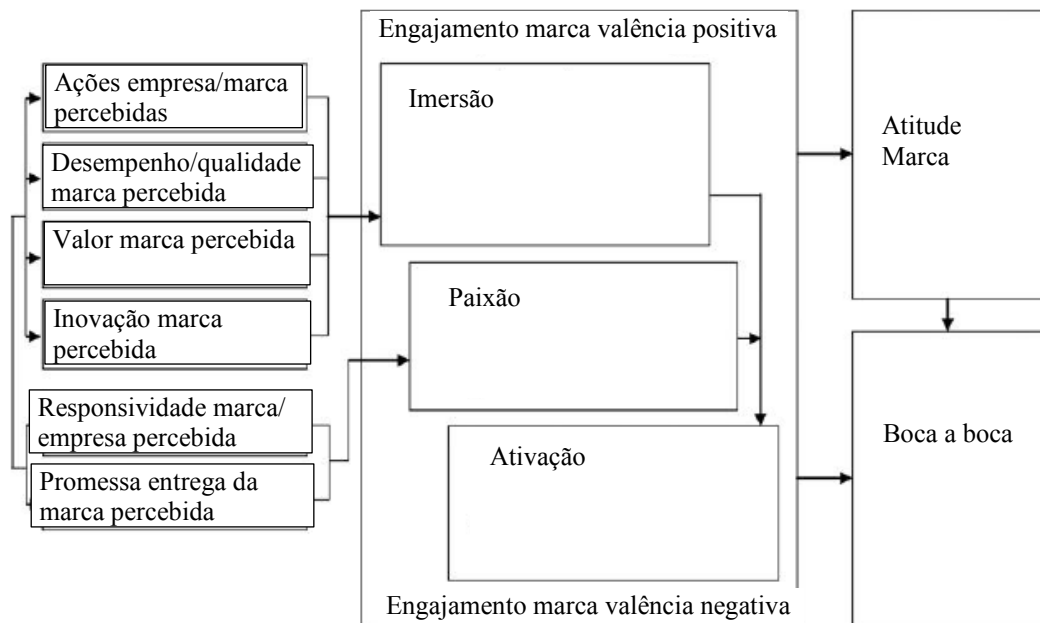 Engajamento marca valência positiva
Ações empresa/marca
percebidas
Desempenho/qualidade
marca percebida
Valor marca percebida
Inovação marca
percebida
Responsividade marca/
empresa percebida
Promessa entrega da
marca percebida
Imersão
Paixão
Ativação
Engajamento marca valência negativa
Atitude
Marca
Boca a boca